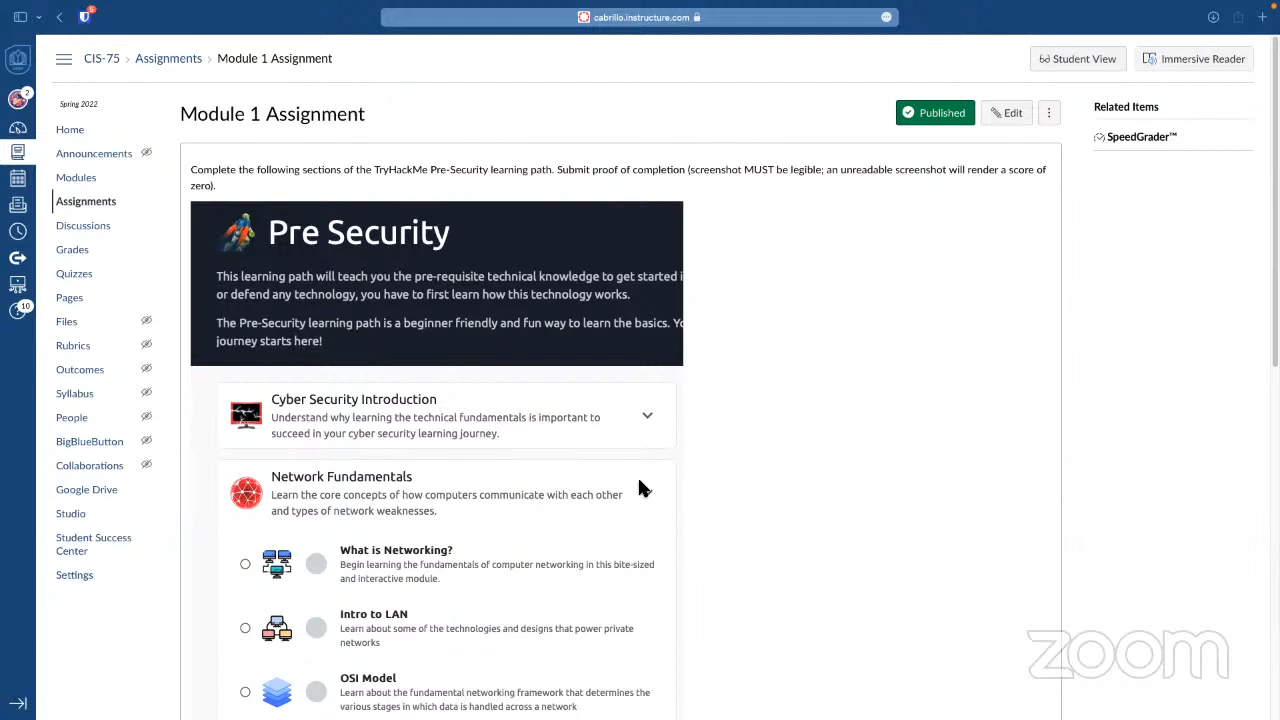 5
cabrillo.instructure.com
CIS-75 › Assignments › Module 1 Assignment
Student View
Immersive Reader
2
10
Spring 2022
Home
Announcements
Modules
Assignments
Discussions
Grades
Quizzes
Pages
Files
Rubrics
Outcomes
Syllabus
People
BigBlueButton
Collaborations
Google Drive
Studio
Student Success
Center
Settings
Module 1 Assignment
Published
Edit
Related Items
SpeedGrader™
Complete the following sections of the TryHackMe Pre-Security learning path. Submit proof of completion (screenshot MUST be legible; an unreadable screenshot will render a score of
zero).
Pre Security
This learning path will teach you the pre-requisite technical knowledge to get started i
or defend any technology, you have to first learn how this technology works.
The Pre-Security learning path is a beginner friendly and fun way to learn the basics. Yo
journey starts here!
Cyber Security Introduction
Understand why learning the technical fundamentals is important to
succeed in your cyber security learning journey.
Network Fundamentals
Learn the core concepts of how computers communicate with each other
and types of network weaknesses.
What is Networking?
Begin learning the fundamentals of computer networking in this bite-sized
and interactive module.
Intro to LAN
Learn about some of the technologies and designs that power private
networks
OSI Model
Learn about the fundamental networking framework that determines the
various stages in which data is handled across a network
zoom